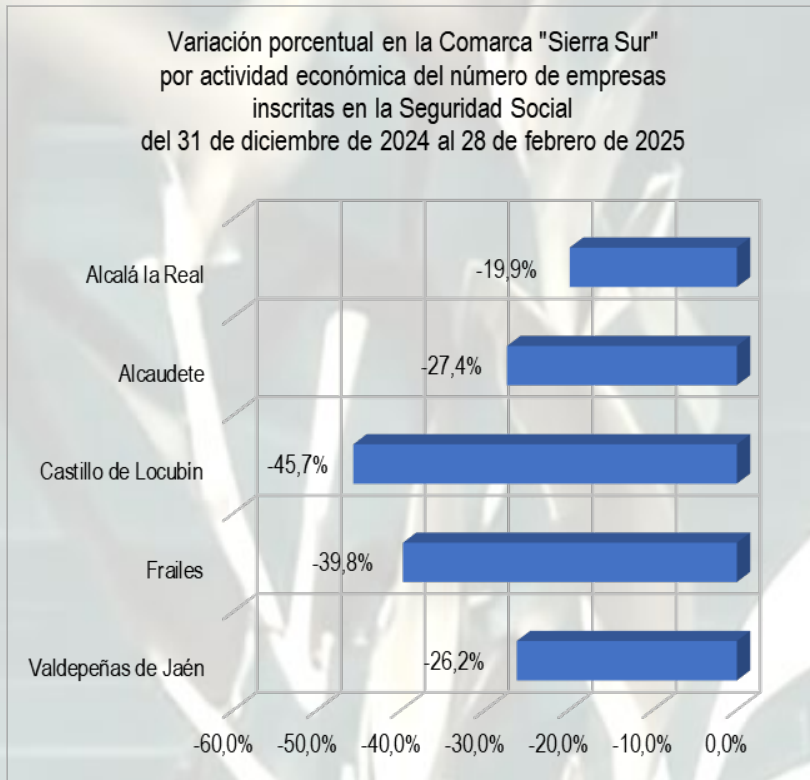 Variación porcentual en la Comarca "Sierra Sur"
por actividad económica del número de empresas
inscritas en la Seguridad Social
del 31 de diciembre de 2024 al 28 de febrero de 2025
Alcalá la Real
-19,9%
Alcaudete
-27,4%
Castillo de Locubín
-45,7%
Frailes
-39,8%
Valdepeñas de Jaén
-26,2%
-60,0% -50,0% -40,0% -30,0% -20,0% -10,0% 0,0%